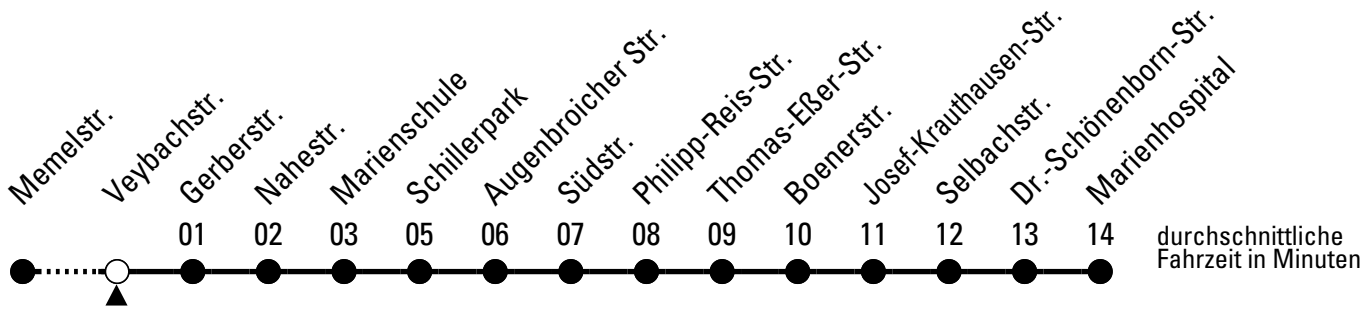 Memelstr.
Veybachstr.
Gerberstr.
Nahestr.
Marienschule
Schillerpark
Augenbroicher Str.
Südstr.
Philipp-Reis-Str.
Thomas-Eßer-Str.
Boenerstr.
Josef-Krauthausen-Str.
Selbachstr.
Dr.-Schönenborn-Str.
Marienhospital
01 02 03 05 06 07 08 09 10 11 12 13 14
durchschnittliche
Fahrzeit in Minuten